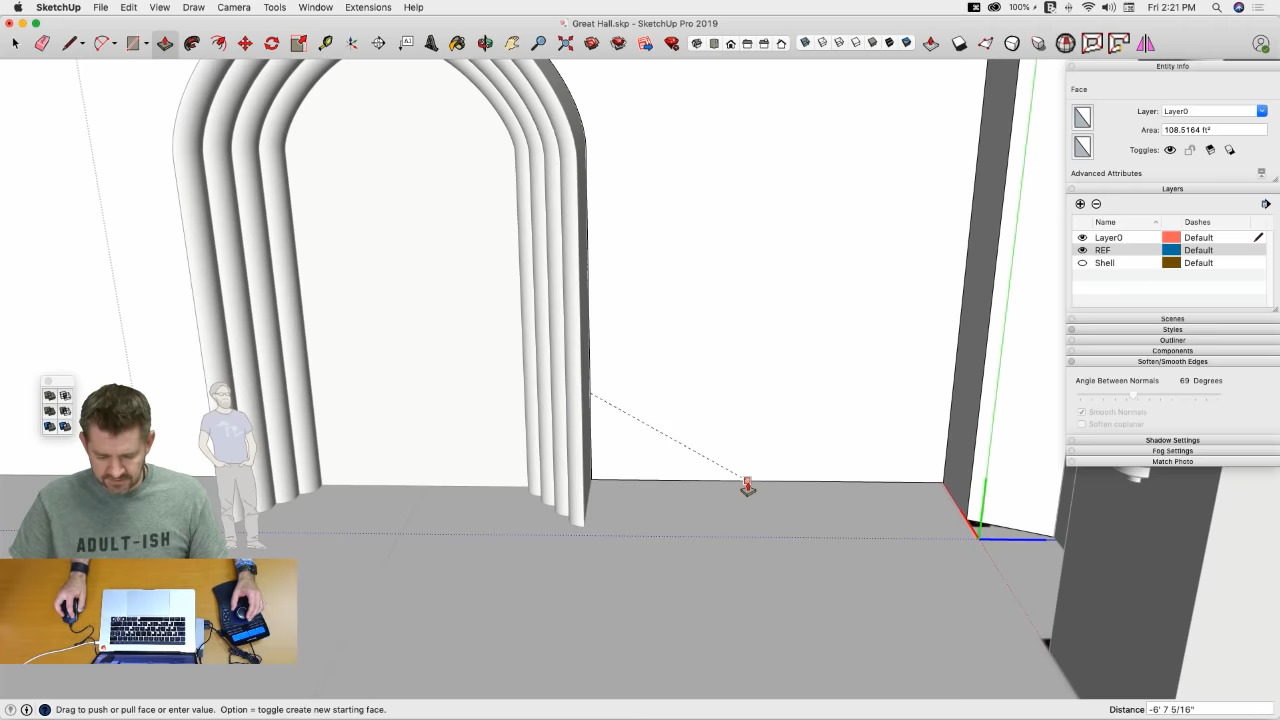 SketchUp File Edit View Camera Draw Tools Window Extensions Help
100% Fri 2:21 PM
Great Hall.skp - SketchUp Pro 2019
Entity Info
Face
Layer: Layer0
Area: 108.5164 ft²
Toggles:
Advanced Attributes
Layers
Name Dashes
Layer0 Default
REF Default
Shell Default
Scenes
Styles
Outliner
Components
Soften/Smooth Edges
Angle Between Normals 69 Degrees
Smooth Normals
Soften coplanar
Shadow Settings
Fog Settings
Match Photo
ADULT-ISH
Drag to push or pull face or enter value. Option = toggle create new starting face.
Distance -6' 7 5/16"